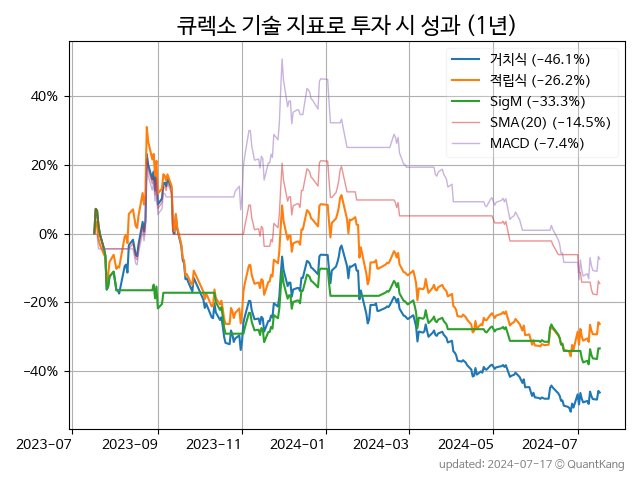 큐렉소 기술 지표로 투자 시 성과 (1년)
거치식 (−46.1%)
적립식 (−26.2%)
SigM (−33.3%)
SMA(20) (−14.5%)
MACD (−7.4%)
40%
20%
0%
−20%
−40%
2023-07 2023-09 2023-11 2024-01 2024-03 2024-05 2024-07
updated: 2024-07-17 © QuantKang